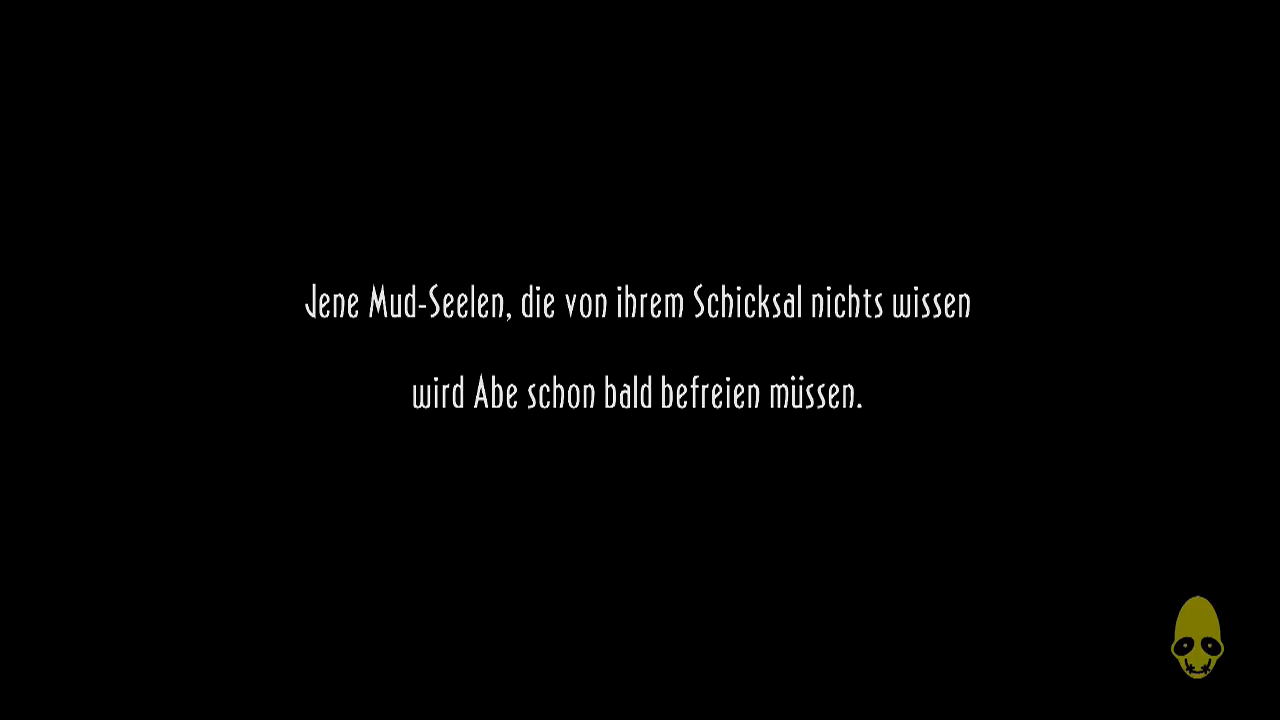 Jene Mud-Seelen, die von ihrem Schicksal nichts wissen
wird Abe schon bald befreien müssen.